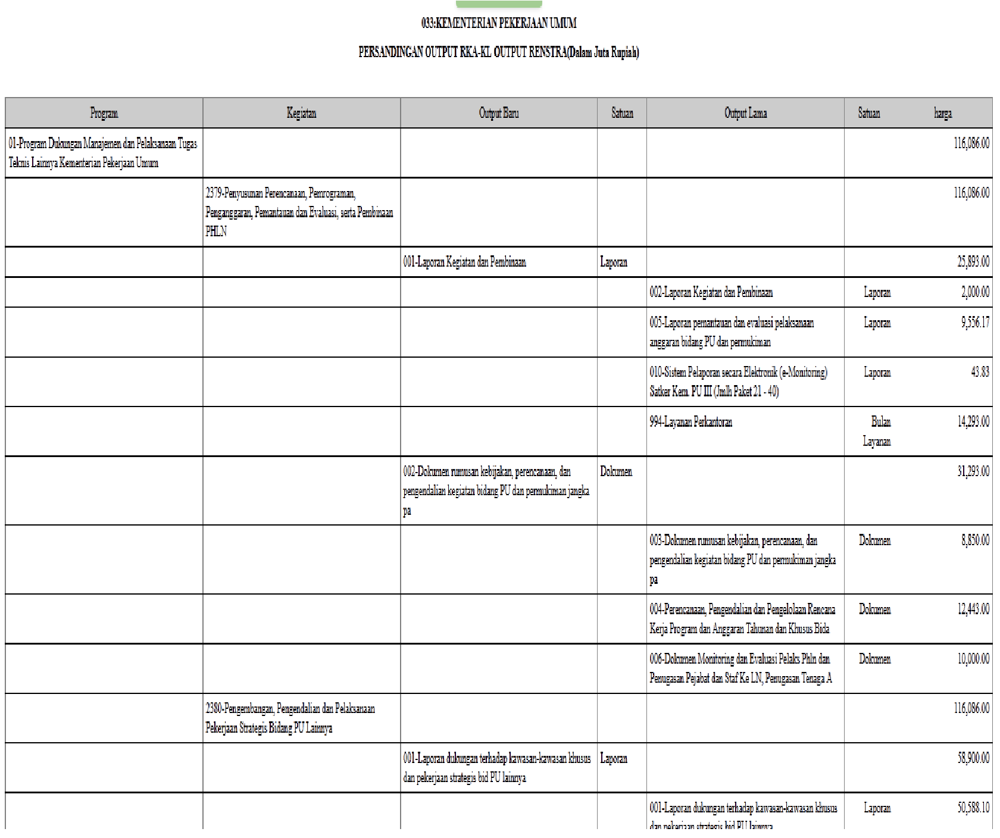 033:KEMENTERIAN PEKERJAAN UMUM
PERSANDINGAN OUTPUT RKA-KL OUTPUT RENSTRA(Dalam Juta Rupiah)
Program Kegiatan Output Baru Satuan Output Lama Satuan harga
01-Program Dukungan Manajemen dan Pelaksanaan Tugas 116,086.00
Teknis Lainnya Kementerian Pekerjaan Umum
2379-Penyusunan Perencanaan, Pemrograman, 116,086.00
Penganggaran, Pemantauan dan Evaluasi, serta Pembinaan
PHLN
001-Laporan Kegiatan dan Pembinaan Laporan 25,893.00
002-Laporan Kegiatan dan Pembinaan Laporan 2,000.00
005-Laporan pemantauan dan evaluasi pelaksanaan Laporan 9,556.17
anggaran bidang PU dan permukiman
010-Sistem Pelaporan secara Elektronik (e-Monitoring) Laporan 43.83
Satker Kem. PU III (Jmlh Paket 21 - 40)
994-Layanan Perkantoran Bulan 14,293.00
Layanan
002-Dokumen rumusan kebijakan, perencanaan, dan Dokumen 31,293.00
pengendalian kegiatan bidang PU dan permukiman jangka
pa
003-Dokumen rumusan kebijakan, perencanaan, dan Dokumen 8,850.00
pengendalian kegiatan bidang PU dan permukiman jangka
pa
004-Perencanaan, Pengendalian dan Pengelolaan Rencana Dokumen 12,443.00
Kerja Program dan Anggaran Tahunan dan Khusus Bida
006-Dokumen Monitoring dan Evaluasi Pelaks Phln dan Dokumen 10,000.00
Penugasan Pejabat dan Staf Ke LN, Penugasan Tenaga A
2380-Pengembangan, Pengendalian dan Pelaksanaan 116,086.00
Pekerjaan Strategis Bidang PU Lainnya
001-Laporan dukungan terhadap kawasan-kawasan khusus Laporan 58,900.00
dan pekerjaan strategis bid PU lainnya
001-Laporan dukungan terhadap kawasan-kawasan khusus Laporan 50,588.10
dan pekerjaan strategis bid PU lainnya